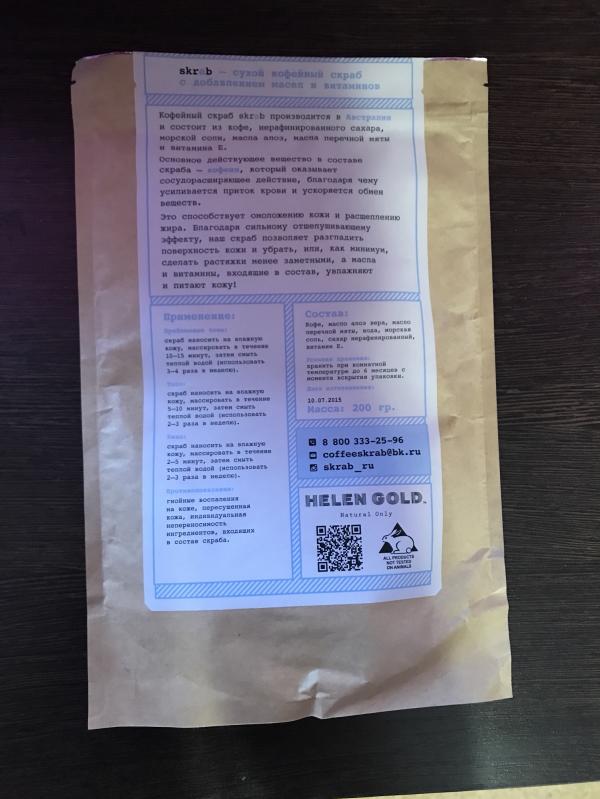 skrab — сухой кофейный скраб
с добавлением масел и витаминов
Кофейный скраб skrab производится в Австралии
и состоит из кофе, нерафинированного сахара,
морской соли, масла алоэ, масла перечной мяты
и витамина Е.
Основное действующее вещество в составе
скраба — кофеин, который оказывает
сосудорасширяющее действие, благодаря чему
усиливается приток крови и ускоряется обмен
веществ.
Это способствует омоложению кожи и расщеплению
жира. Благодаря сильному отшелушивающему
эффекту, наш скраб позволяет разгладить
поверхность кожи и убрать, или, как минимум,
сделать растяжки менее заметными, а масла
и витамины, входящие в состав, увлажняют
и питают кожу!
Применение:
Проблемные зоны:
скраб наносить на влажную
кожу, массировать в течение
10—15 минут, затем смыть
теплой водой (использовать
3—4 раза в неделю).
Тело:
скраб наносить на влажную
кожу, массировать в течение
5—10 минут, затем смыть
теплой водой (использовать
2—3 раза в неделю).
Лицо:
скраб наносить на влажную
кожу, массировать в течение
2—5 минут, затем смыть
теплой водой (использовать
2—3 раза в неделю).
Противопоказания:
гнойные воспаления
на коже, пересушенная
кожа, индивидуальная
непереносимость
ингредиентов, входящих
в состав скраба.
Состав:
Кофе, масло алоэ вера, масло
перечной мяты, вода, морская
соль, сахар нерафинированный,
витамин Е.
Условия хранения:
хранить при комнатной
температуре до 6 месяцев с
момента вскрытия упаковки.
Дата изготовления:
10.07.2015
Масса: 200 гр.
8 800 333-25-96
coffeeskrab@bk.ru
skrab_ru
HELEN GOLD™
Natural Only
ALL PRODUCTS
NOT TESTED
ON ANIMALS